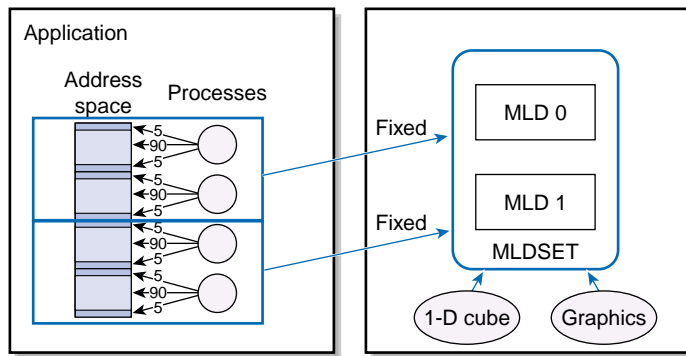 Application
Address
space
Processes
5
90
5
5
90
5
5
90
5
5
90
5
Fixed
Fixed
MLD 0
MLD 1
MLDSET
1-D cube
Graphics